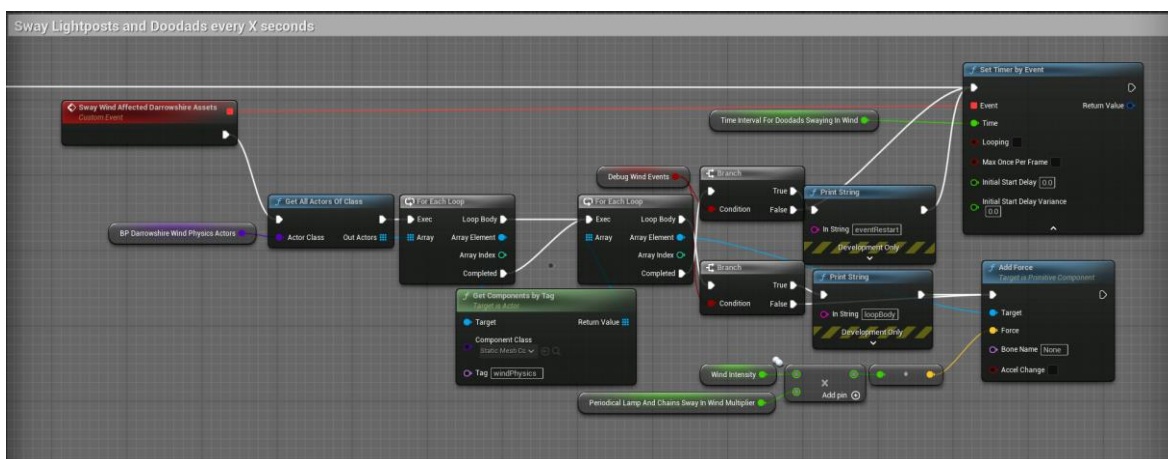 Sway Lightposts and Doodads every X seconds
Sway Wind Affected Darrowshire Assets
Custom Event
BP Darrowshire Wind Physics Actors
Get All Actors Of Class
Actor Class
Out Actors
For Each Loop
Exec
Loop Body
Array
Array Element
Array Index
Completed
Get Components by Tag
Target is Actor
Target
Return Value
Component Class
Static Mesh Cc
Tag
windPhysics
For Each Loop
Exec
Loop Body
Array
Array Element
Array Index
Completed
Debug Wind Events
Time Interval For Doodads Swaying In Wind
Branch
True
Condition
False
Print String
In String
eventRestart
Development Only
Branch
True
Condition
False
Print String
In String
loopBody
Development Only
Wind Intensity
Periodical Lamp And Chains Sway In Wind Multiplier
X
Add pin
Set Timer by Event
Event
Return Value
Time
Looping
Max Once Per Frame
Initial Start Delay
0.0
Initial Start Delay Variance
0.0
Add Force
Target is Primitive Component
Target
Force
Bone Name
None
Accel Change